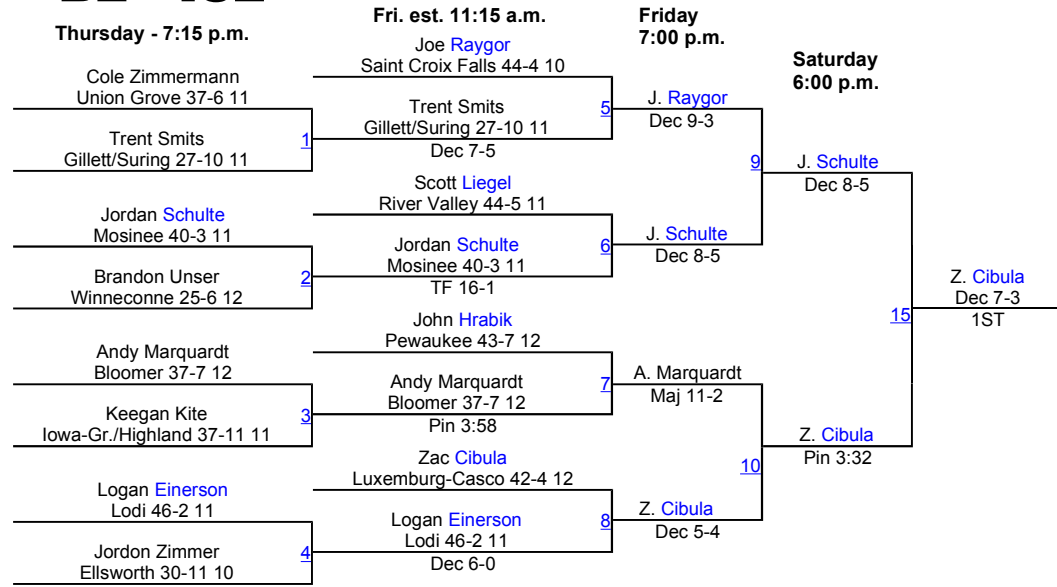 Thursday - 7:15 p.m.
Cole Zimmermann
Union Grove 37-6 11
Trent Smits
Gillett/Suring 27-10 11
1
Jordan Schulte
Mosinee 40-3 11
Brandon Unser
Winneconne 25-6 12
2
Andy Marquardt
Bloomer 37-7 12
Keegan Kite
Iowa-Gr./Highland 37-11 11
3
Logan Einerson
Lodi 46-2 11
Jordon Zimmer
Ellsworth 30-11 10
4
Fri. est. 11:15 a.m.
Joe Raygor
Saint Croix Falls 44-4 10
Trent Smits
Gillett/Suring 27-10 11
Dec 7-5
5
Scott Liegel
River Valley 44-5 11
Jordan Schulte
Mosinee 40-3 11
TF 16-1
6
John Hrabik
Pewaukee 43-7 12
Andy Marquardt
Bloomer 37-7 12
Pin 3:58
7
Zac Cibula
Luxemburg-Casco 42-4 12
Logan Einerson
Lodi 46-2 11
Dec 6-0
8
Friday
7:00 p.m.
J. Raygor
Dec 9-3
J. Schulte
Dec 8-5
9
A. Marquardt
Maj 11-2
Z. Cibula
Dec 5-4
10
Saturday
6:00 p.m.
J. Schulte
Dec 8-5
Z. Cibula
Pin 3:32
15
Z. Cibula
Dec 7-3
1ST